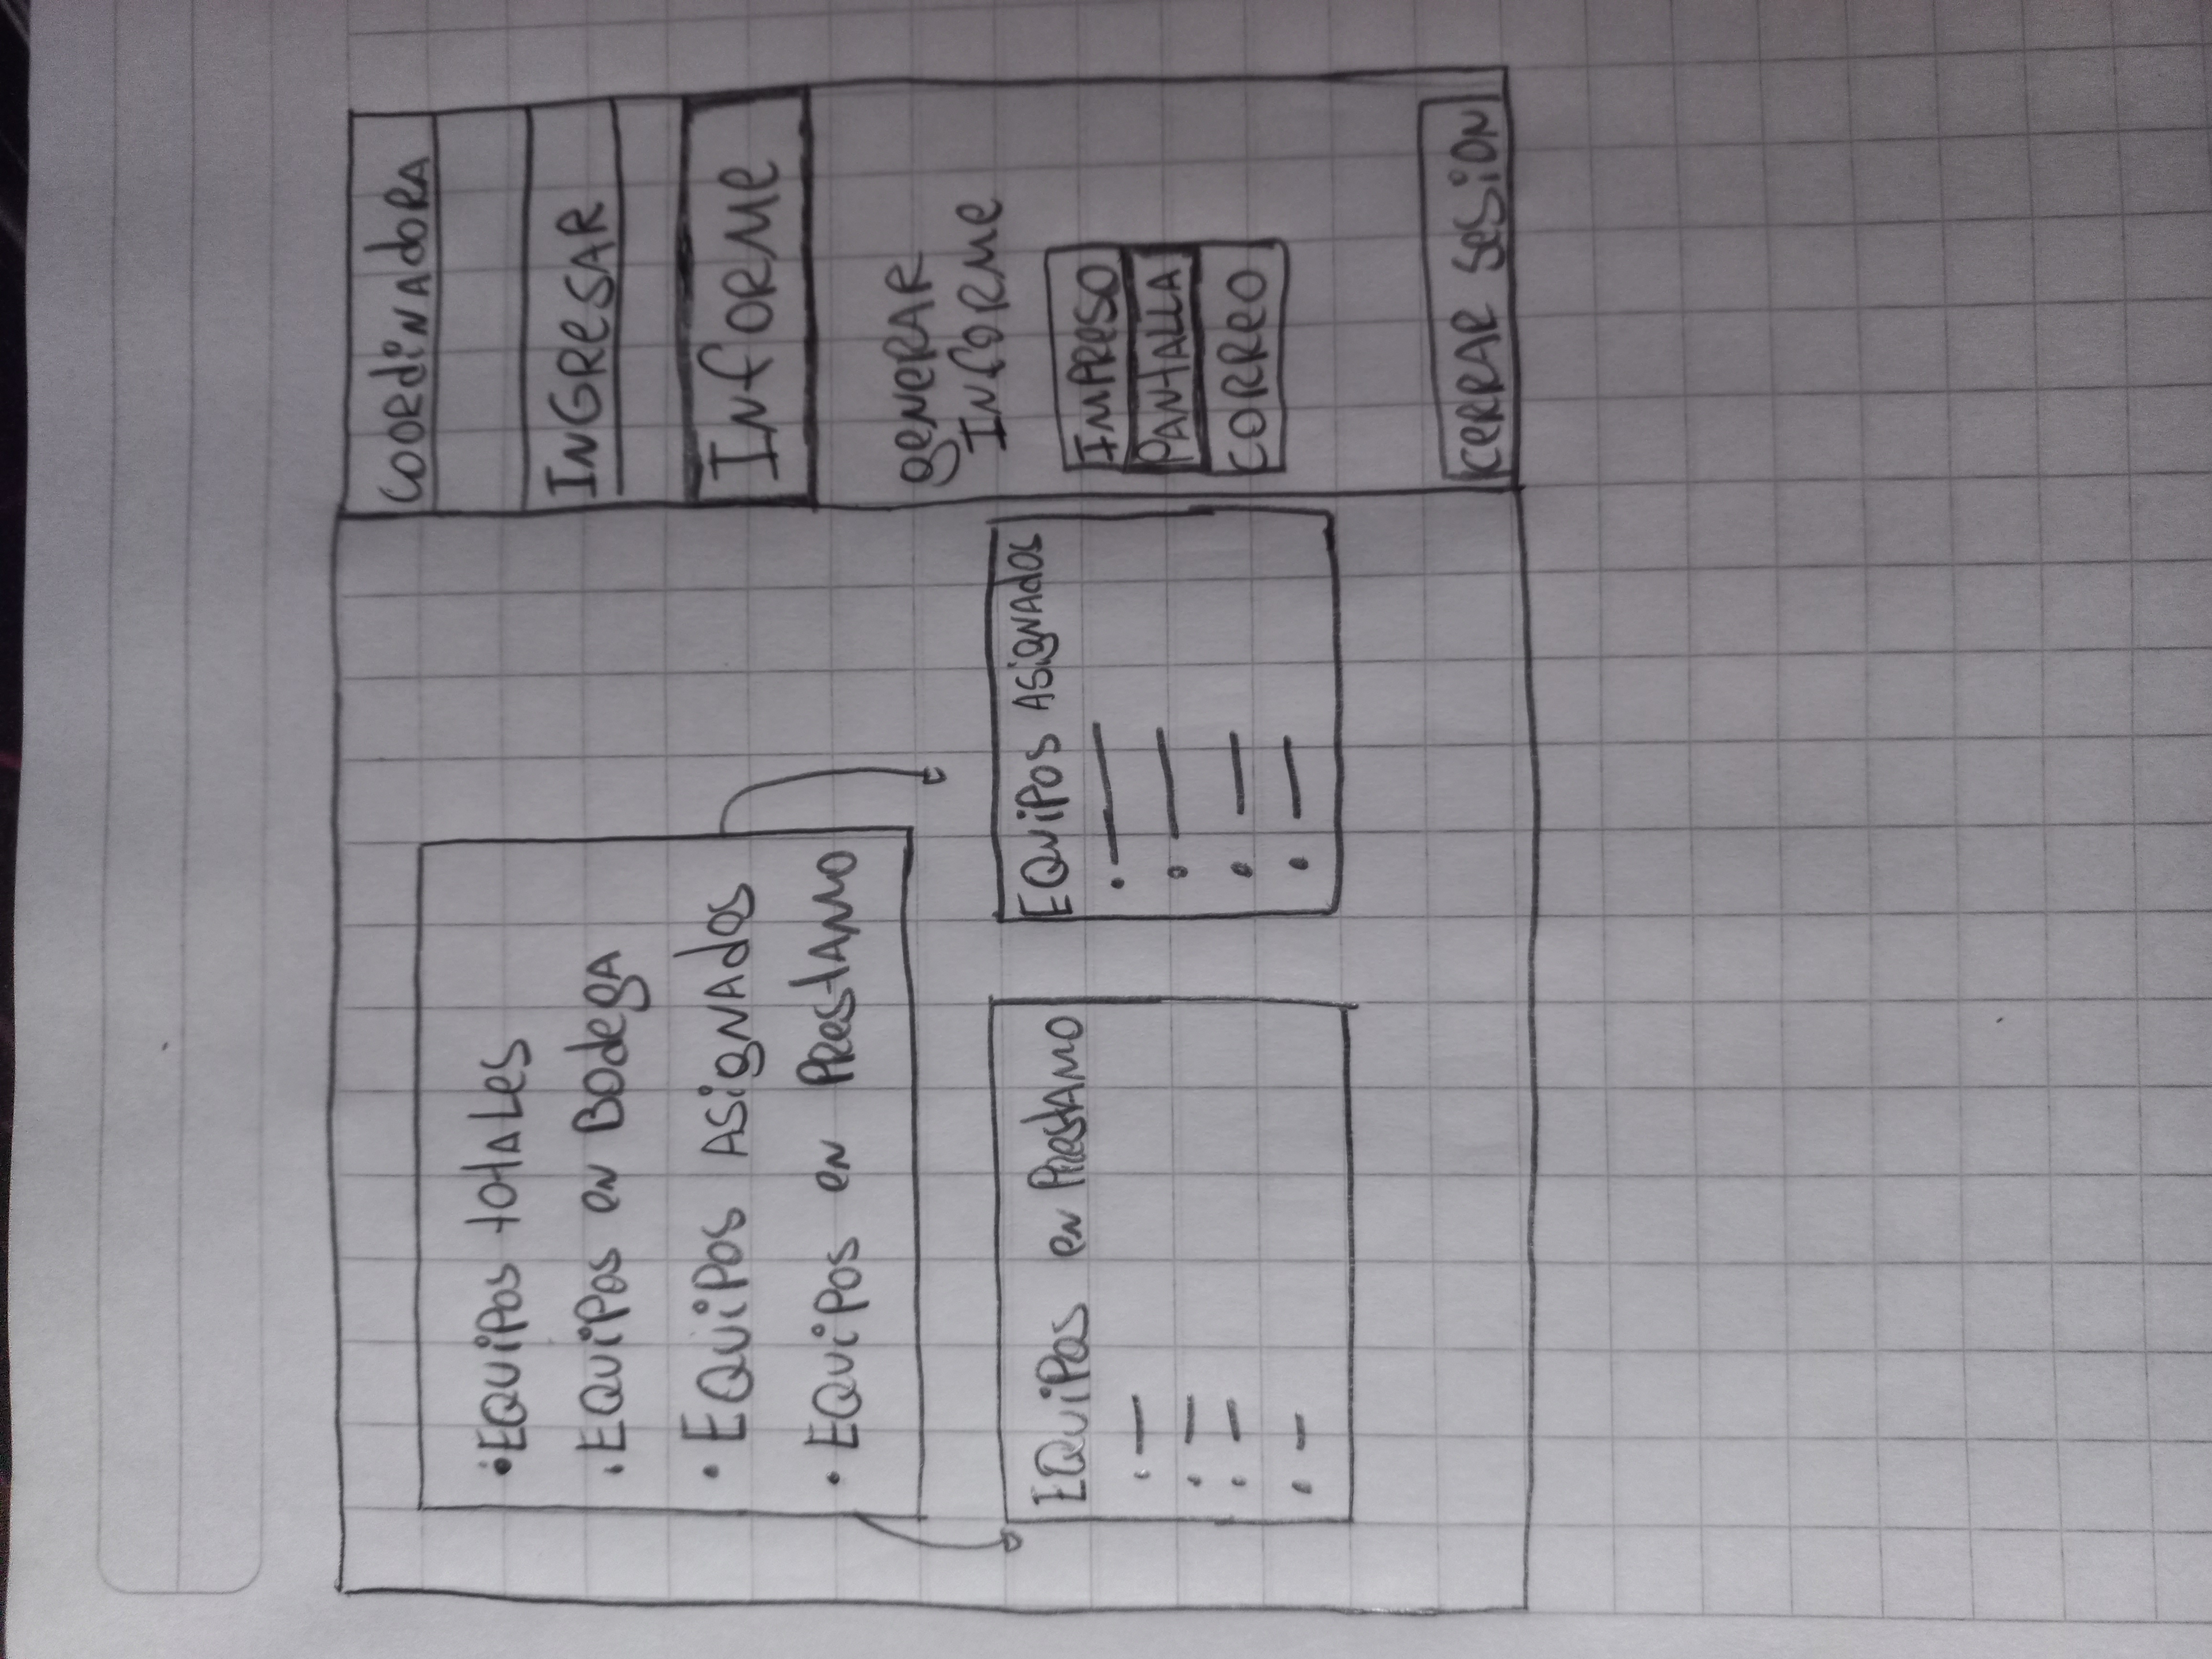 • EQUIPOS TOTALES
• EQUIPOS EN BODEGA
• EQUIPOS ASIGNADOS
• EQUIPOS EN PRESTAMO
EQUIPOS EN PRESTAMO
EQUIPOS ASIGNADOS
COORDINADORA
INGRESAR
INFORME
GENERAR
INFORME
IMPRESO
PANTALLA
CORREO
CERRAR SESION